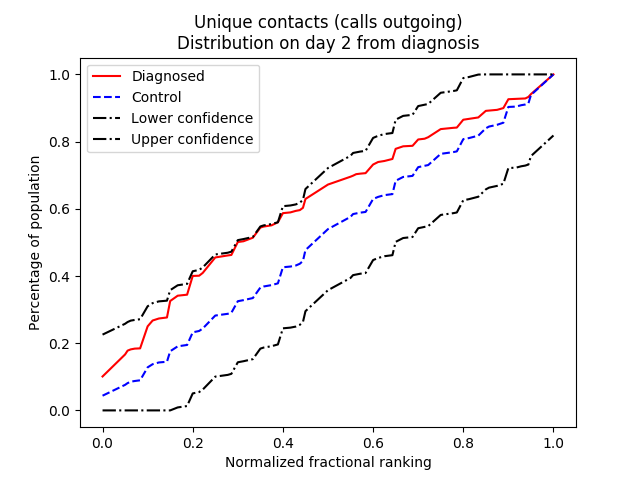 Unique contacts (calls outgoing)
Distribution on day 2 from diagnosis
Diagnosed
Control
Lower confidence
Upper confidence
Percentage of population
1.0
0.8
0.6
0.4
0.2
0.0
0.0 0.2 0.4 0.6 0.8 1.0
Normalized fractional ranking